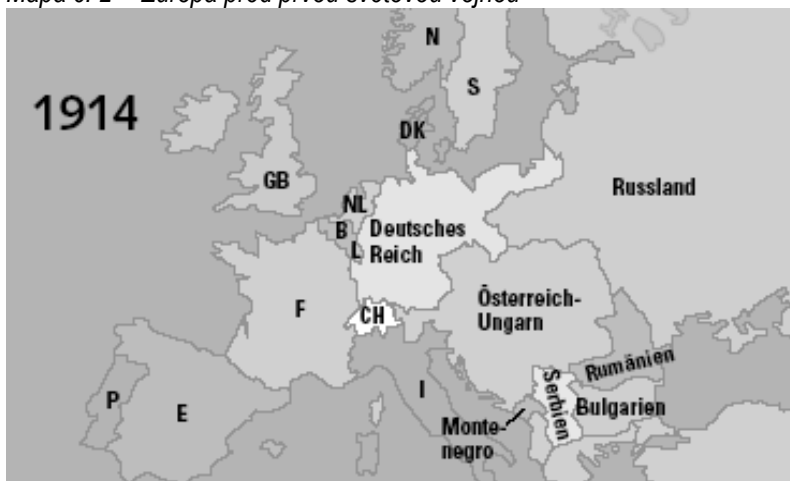 Mapa č. 2 – Európa pred prvou svetovou vojnou
1914
N
S
DK
GB
NL
B
L
Deutsches
Reich
Russland
F
CH
Österreich-
Ungarn
Rumänien
Serbien
Bulgarien
P
E
I
Monte-
negro